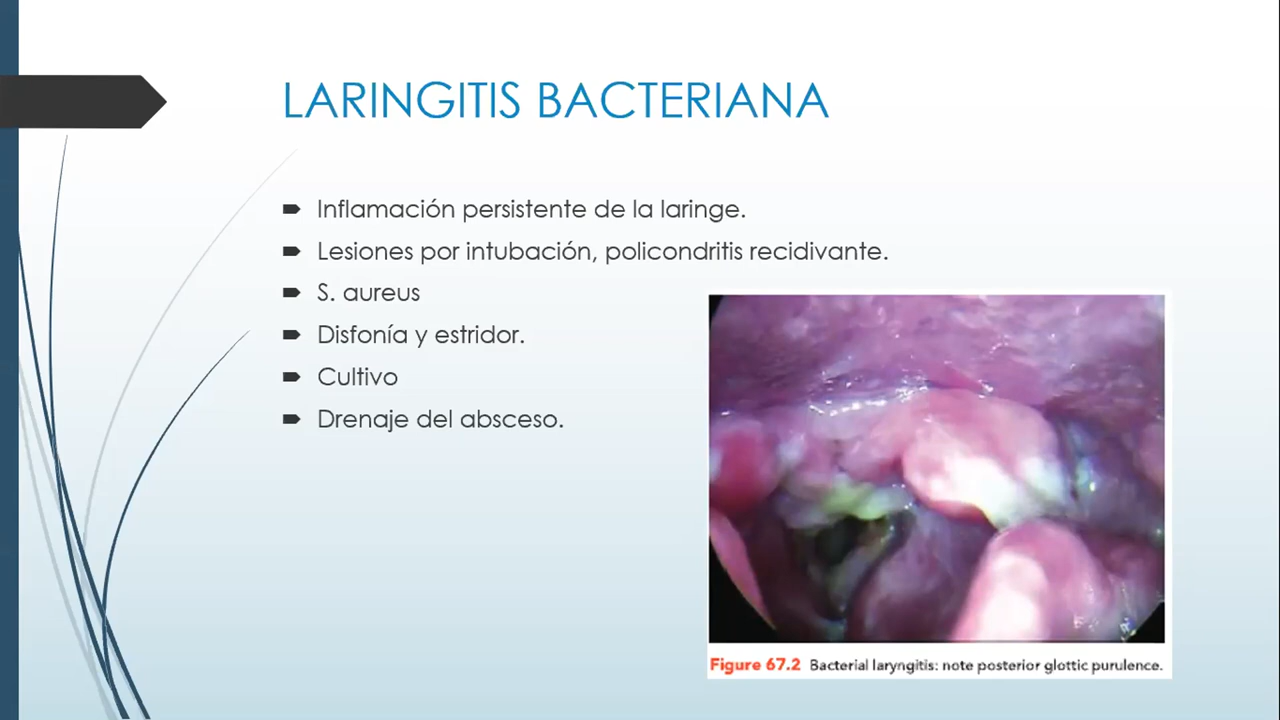 LARINGITIS BACTERIANA
Inflamación persistente de la laringe.
Lesiones por intubación, policondritis recidivante.
S. aureus
Disfonía y estridor.
Cultivo
Drenaje del absceso.
Figure 67.2 Bacterial laryngitis: note posterior glottic purulence.